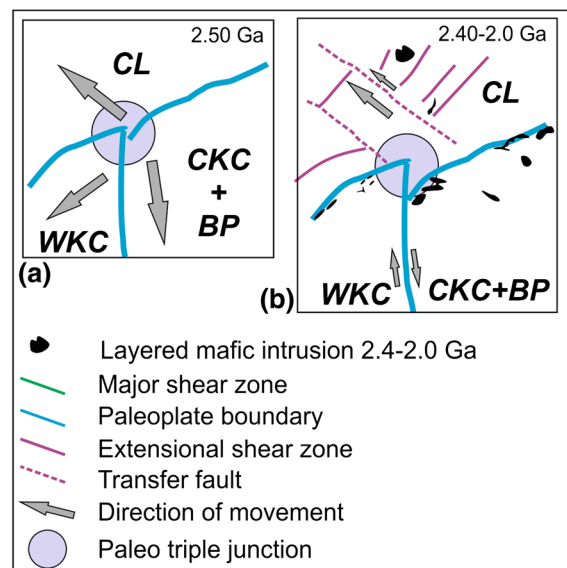 2.50 Ga
CL
CKC
+
BP
WKC
(a)
2.40-2.0 Ga
CL
WKC
CKC+BP
(b)
Layered mafic intrusion 2.4-2.0 Ga
Major shear zone
Paleoplate boundary
Extensional shear zone
Transfer fault
Direction of movement
Paleo triple junction